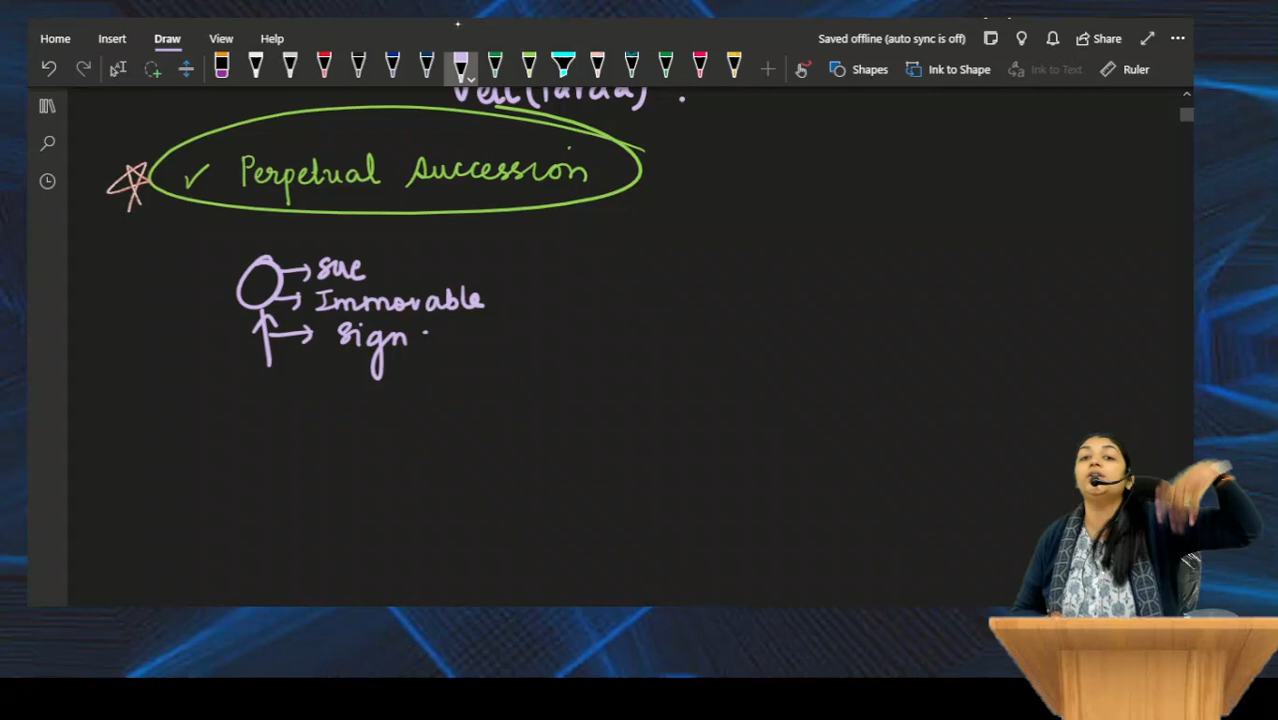 Home Insert Draw View Help Saved offline (auto sync is off) Share
Shapes Ink to Shape Ink to Text Ruler
✓ Perpetual Succession
→ sue
→ Immovable
→ sign